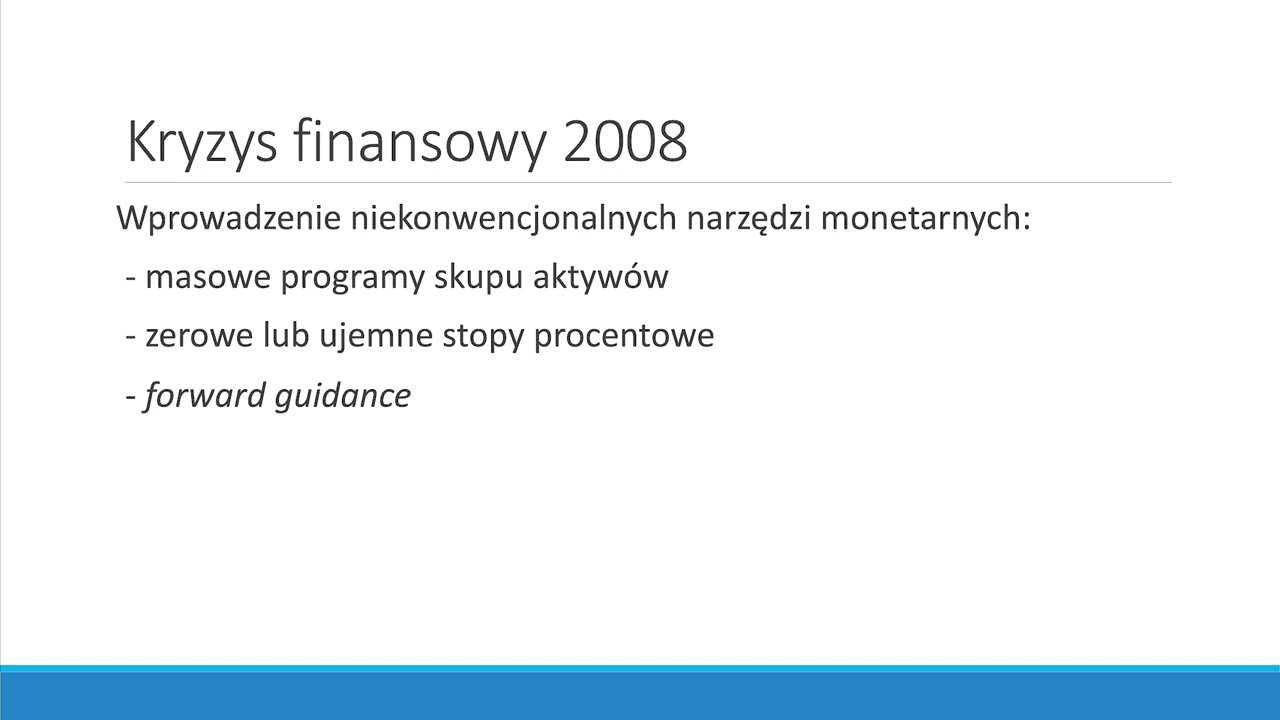 Kryzys finansowy 2008
Wprowadzenie niekonwencjonalnych narzędzi monetarnych:
- masowe programy skupu aktywów
- zerowe lub ujemne stopy procentowe
- forward guidance